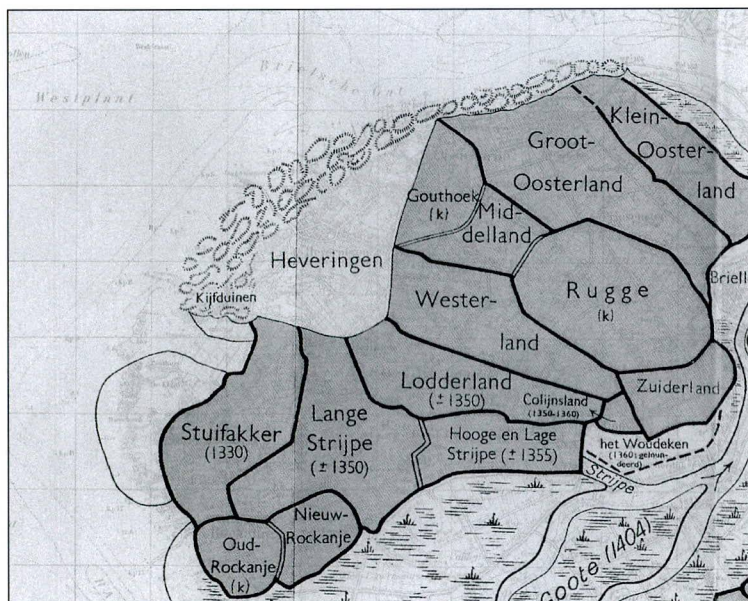 Westplaat
Brielsche Gat
Klein-
Ooster-
land
Groot-
Oosterland
Gouthoek
(k)
Mid-
delland
Heveringen
Kijfduinen
Rugge
(k)
Briell
Wester-
land
Zuiderland
Lodderland
(± 1350)
Colijnsland
(1350-1360)
Stuifakker
(1330)
Lange
Strijpe
(± 1350)
Hooge en Lage
Strijpe (± 1355)
het Woudeken
(1360; geïnun-
deerd)
Strijpe
Nieuw-
Rockanje
Oud-
Rockanje
(k)
Goote (1404)